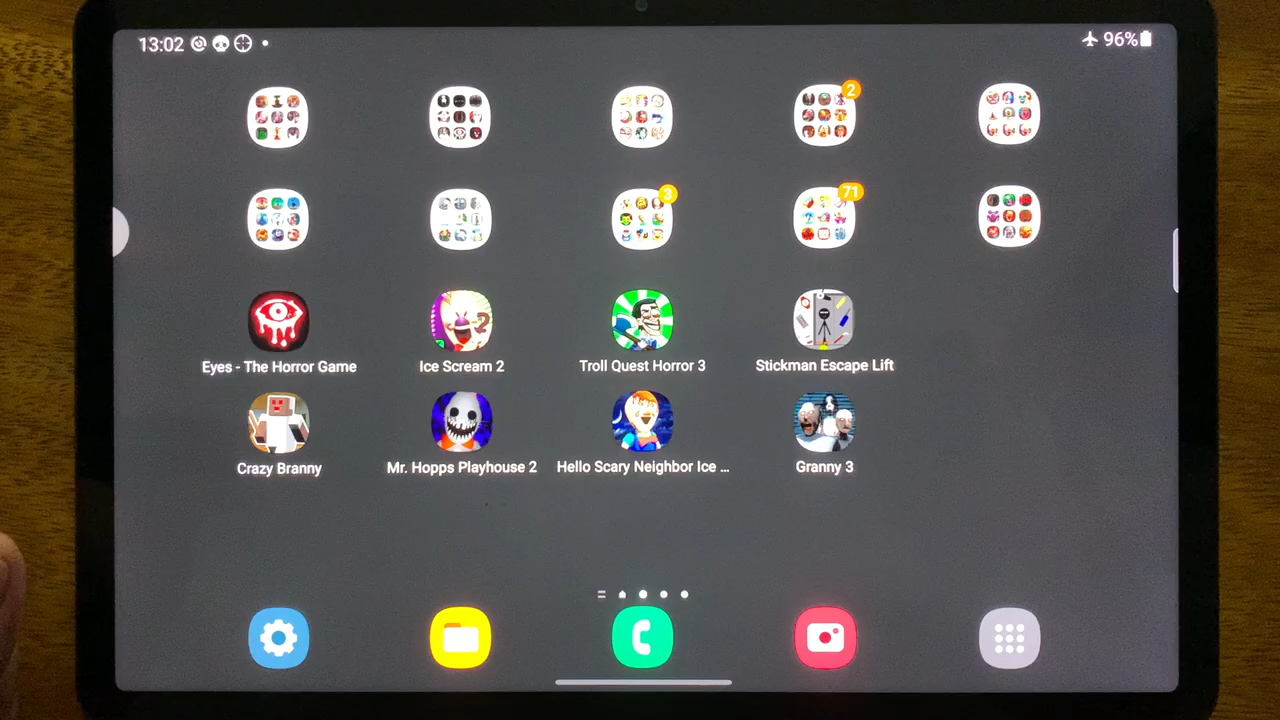 13:02
96%
2
3
71
Eyes - The Horror Game
Ice Scream 2
Troll Quest Horror 3
Stickman Escape Lift
Crazy Branny
Mr. Hopps Playhouse 2
Hello Scary Neighbor Ice ...
Granny 3